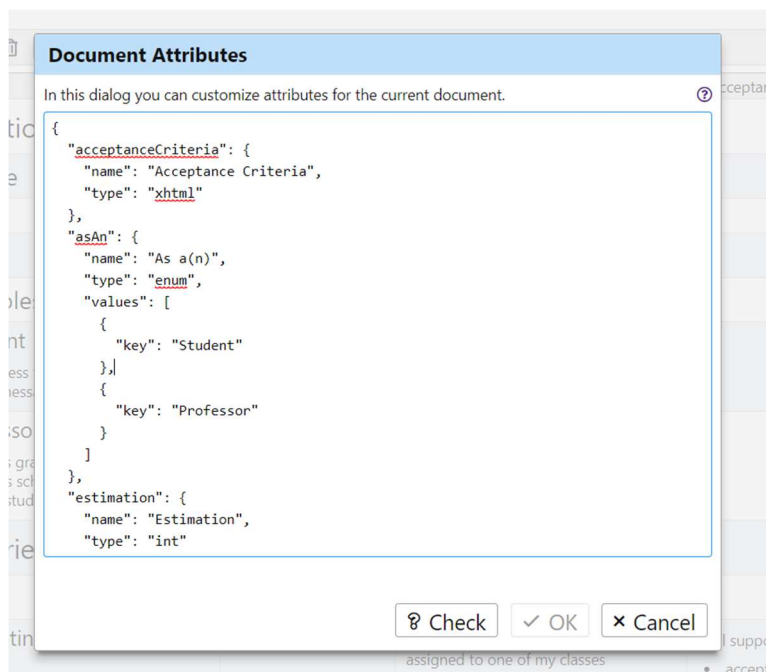 Document Attributes
In this dialog you can customize attributes for the current document.
{
  "acceptanceCriteria": {
    "name": "Acceptance Criteria",
    "type": "xhtml"
  },
  "asAn": {
    "name": "As a(n)",
    "type": "enum",
    "values": [
      {
        "key": "Student"
      },
      {
        "key": "Professor"
      }
    ]
  },
  "estimation": {
    "name": "Estimation",
    "type": "int"
Check
OK
Cancel
assigned to one of my classes